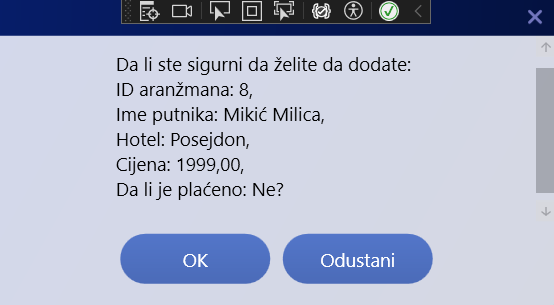 Da li ste sigurni da želite da dodate:
ID aranžmana: 8,
Ime putnika: Mikić Milica,
Hotel: Posejdon,
Cijena: 1999,00,
Da li je plaćeno: Ne?
OK
Odustani